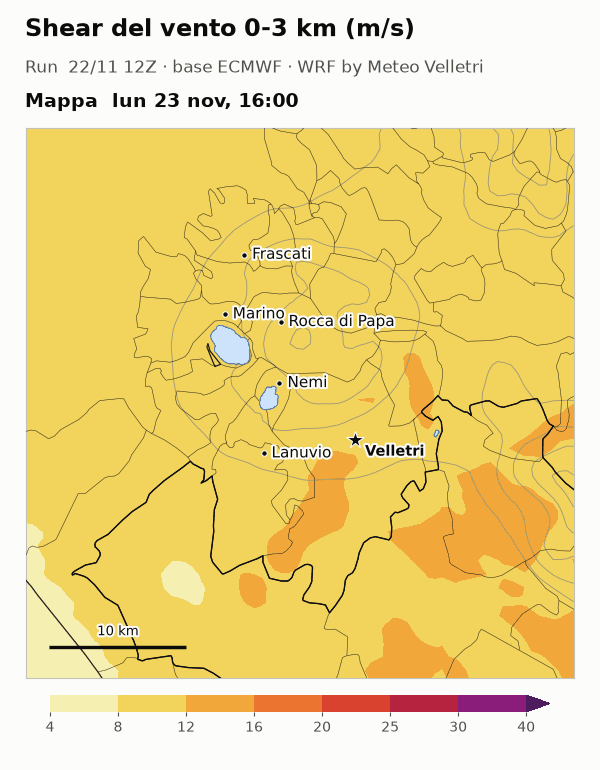 Shear del vento 0-3 km (m/s)
Run  22/11 12Z · base ECMWF · WRF by Meteo Velletri
Mappa  lun 23 nov, 16:00
Frascati
Marino
Rocca di Papa
Nemi
Velletri
Lanuvio
10 km
4 8 12 16 20 25 30 40